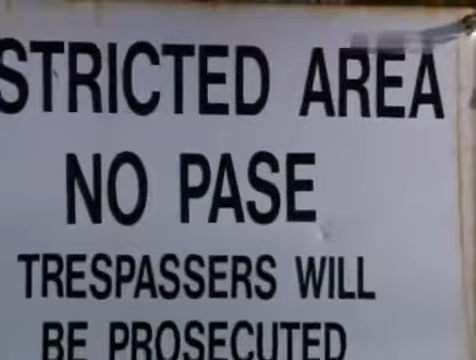 STRICTED AREA
NO PASE
TRESPASSERS WILL
BE PROSECUTED